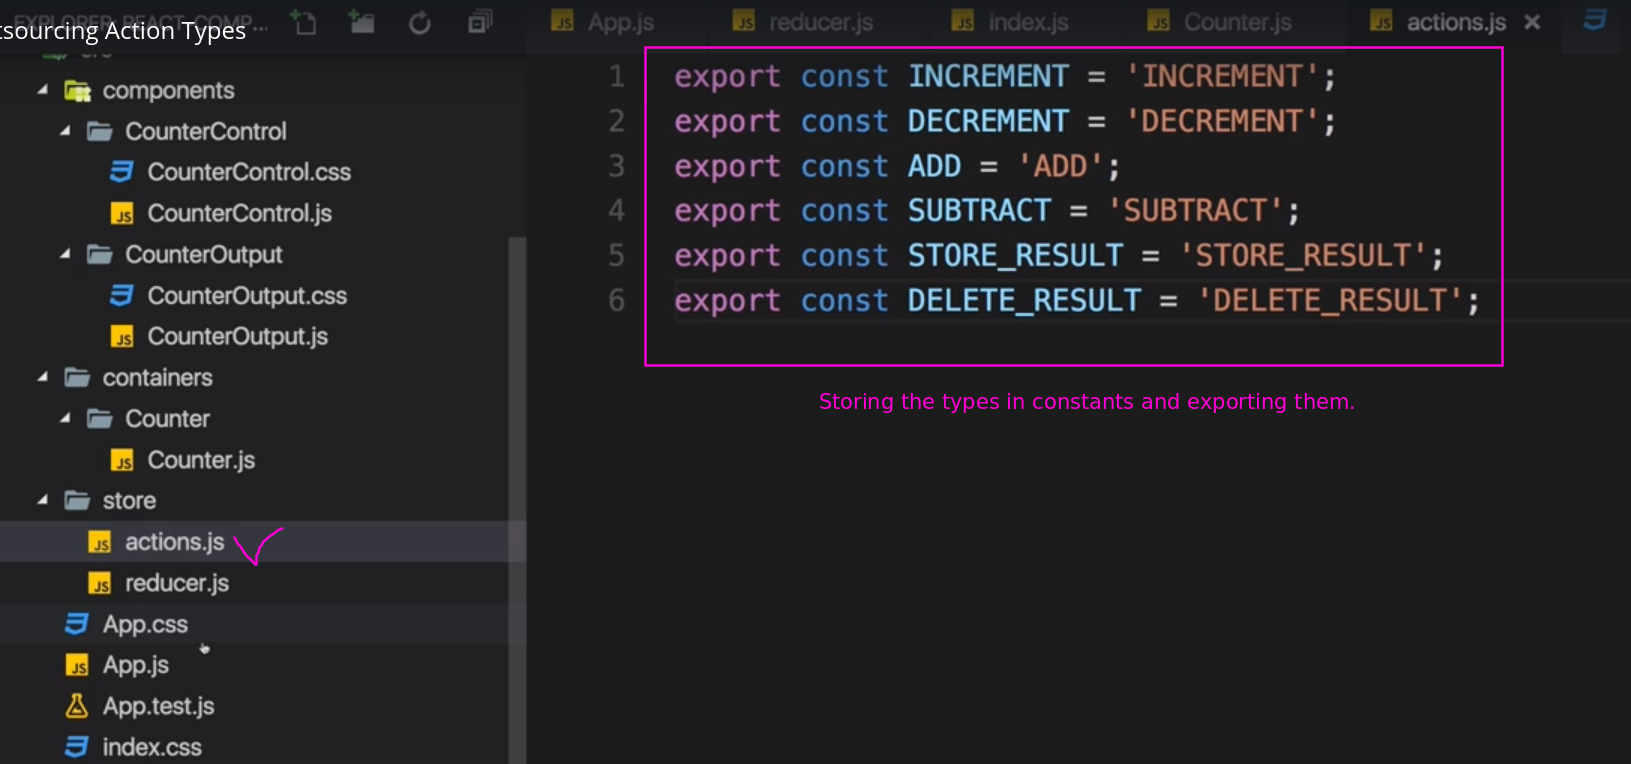 tsourcing Action Types
EXPLORER REACT_COMP...
App.js
reducer.js
index.js
Counter.js
actions.js
components
CounterControl
CounterControl.css
CounterControl.js
CounterOutput
CounterOutput.css
CounterOutput.js
containers
Counter
Counter.js
store
actions.js
reducer.js
App.css
App.js
App.test.js
index.css
1 export const INCREMENT = 'INCREMENT';
2 export const DECREMENT = 'DECREMENT';
3 export const ADD = 'ADD';
4 export const SUBTRACT = 'SUBTRACT';
5 export const STORE_RESULT = 'STORE_RESULT';
6 export const DELETE_RESULT = 'DELETE_RESULT';
Storing the types in constants and exporting them.